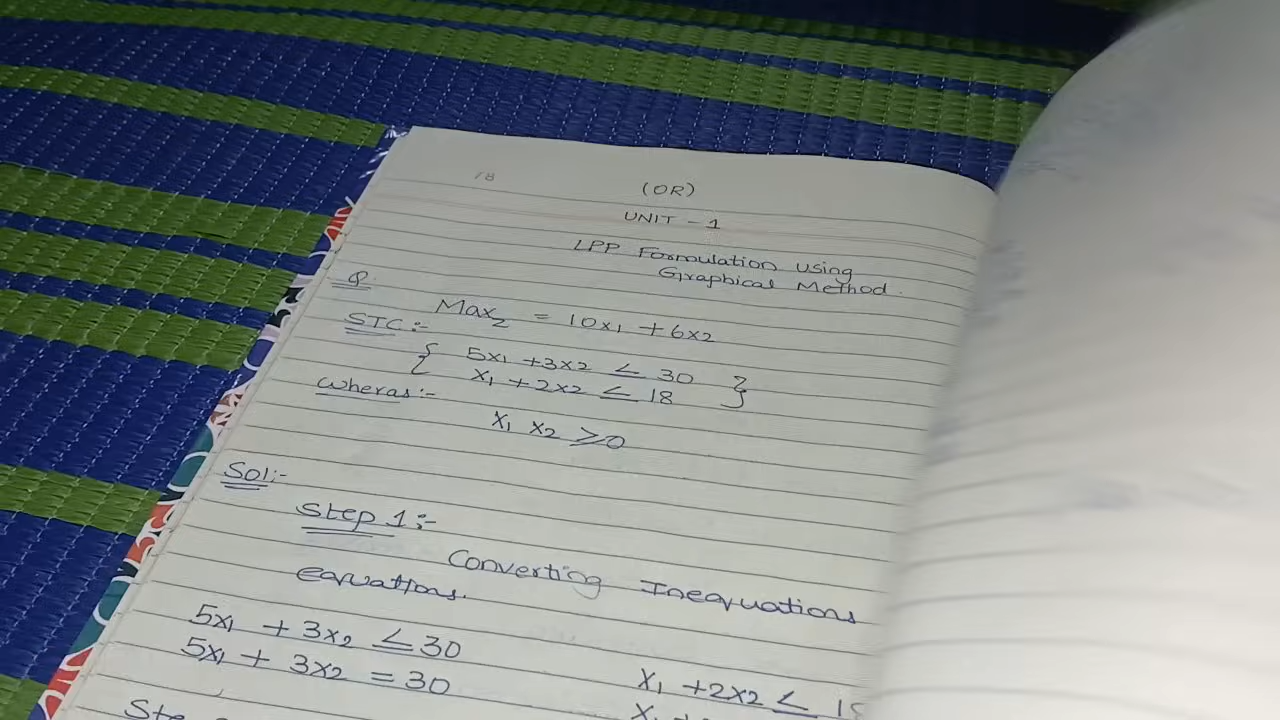 18
(OR)
UNIT - 1
LPP Formulation using
Graphical Method.
Q.
Max z = 10x1 + 6x2
STC:-
{ 5x1 + 3x2 ≤ 30
x1 + 2x2 ≤ 18 }
Wheras:-
x1 x2 ≥ 0
Sol:-
Step 1:-
Converting Inequations
equations.
5x1 + 3x2 ≤ 30
5x1 + 3x2 = 30
x1 + 2x2 ≤